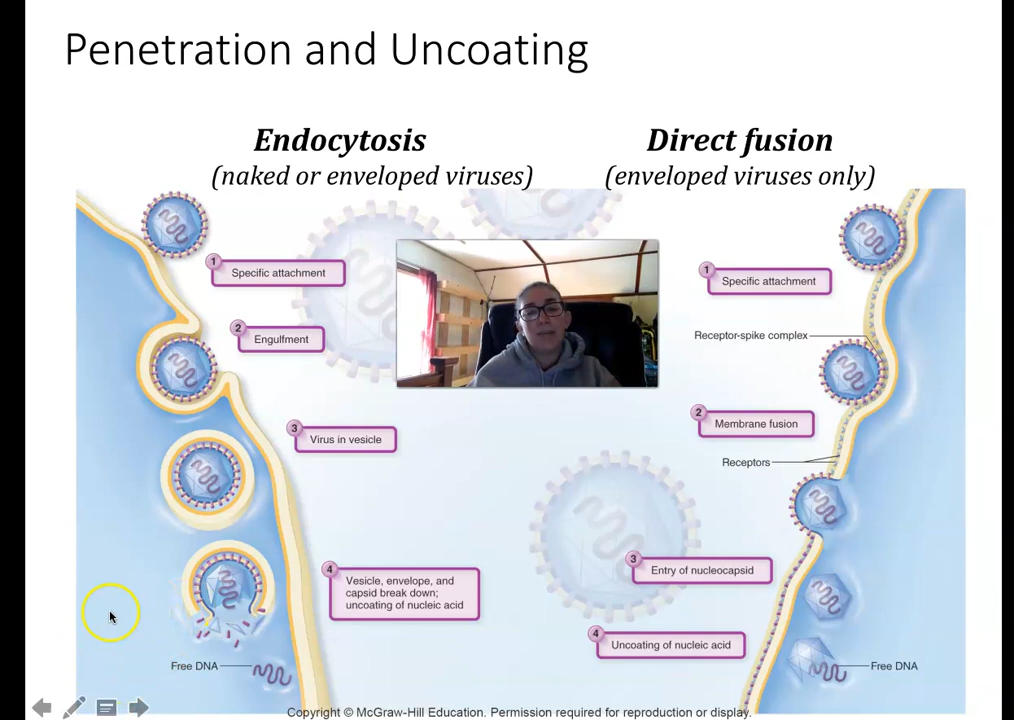 Penetration and Uncoating
Endocytosis
(naked or enveloped viruses)
Direct fusion
(enveloped viruses only)
1
Specific attachment
2
Engulfment
3
Virus in vesicle
4
Vesicle, envelope, and
capsid break down;
uncoating of nucleic acid
Free DNA
1
Specific attachment
Receptor-spike complex
2
Membrane fusion
Receptors
3
Entry of nucleocapsid
4
Uncoating of nucleic acid
Free DNA
Copyright © McGraw-Hill Education. Permission required for reproduction or display.